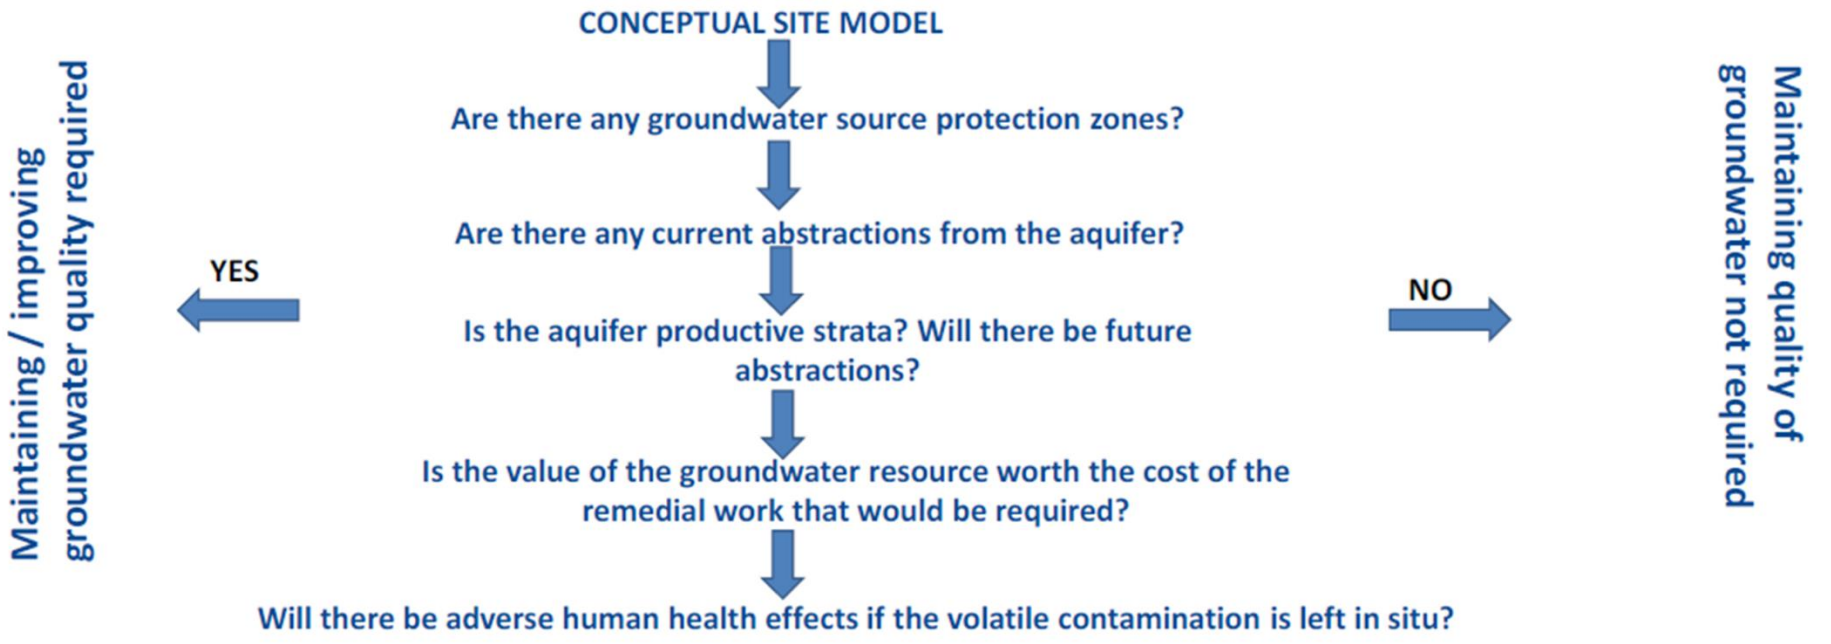 CONCEPTUAL SITE MODEL
Are there any groundwater source protection zones?
Are there any current abstractions from the aquifer?
Is the aquifer productive strata? Will there be future
abstractions?
Is the value of the groundwater resource worth the cost of the
remedial work that would be required?
Will there be adverse human health effects if the volatile contamination is left in situ?
YES
Maintaining / improving
groundwater quality required
NO
Maintaining quality of
groundwater not required